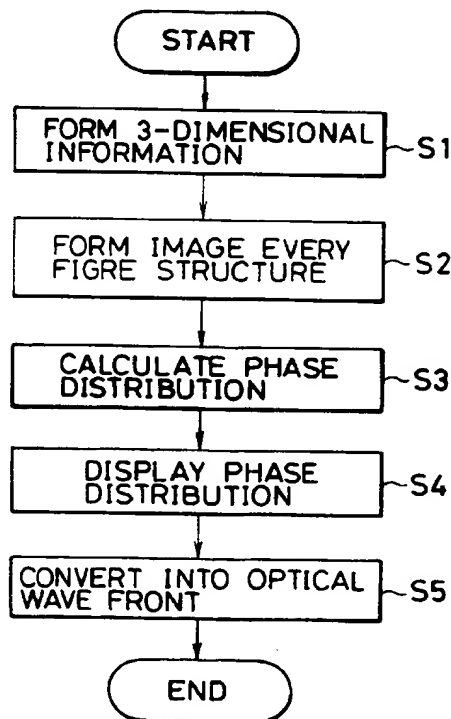 START
FORM 3-DIMENSIONAL
INFORMATION
S1
FORM IMAGE EVERY
FIGRE STRUCTURE
S2
CALCULATE PHASE
DISTRIBUTION
S3
DISPLAY PHASE
DISTRIBUTION
S4
CONVERT INTO OPTICAL
WAVE FRONT
S5
END